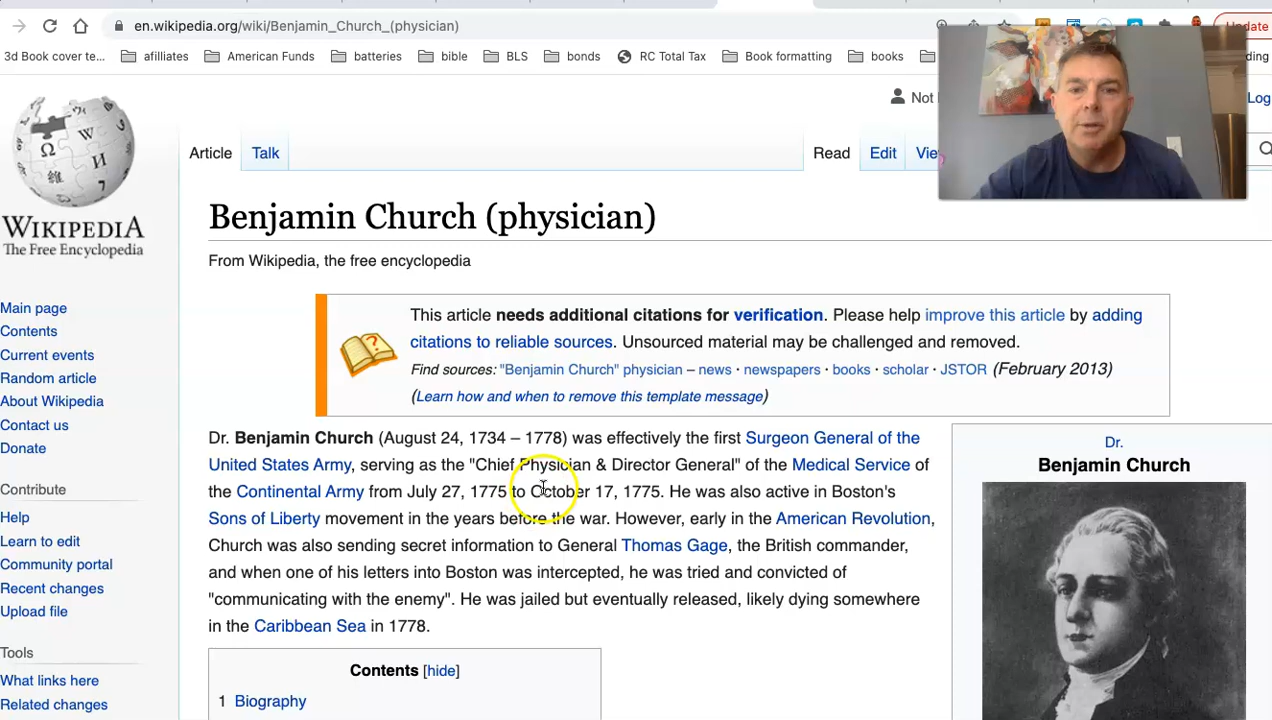 en.wikipedia.org/wiki/Benjamin_Church_(physician)
Update
3d Book cover te... afilliates American Funds batteries bible BLS bonds RC Total Tax Book formatting books
Not
Log
WIKIPEDIA
The Free Encyclopedia
Article Talk Read Edit Vie
Benjamin Church (physician)
From Wikipedia, the free encyclopedia
Main page
Contents
Current events
Random article
About Wikipedia
Contact us
Donate
Contribute
Help
Learn to edit
Community portal
Recent changes
Upload file
Tools
What links here
Related changes
This article needs additional citations for verification. Please help improve this article by adding
citations to reliable sources. Unsourced material may be challenged and removed.
Find sources: "Benjamin Church" physician – news · newspapers · books · scholar · JSTOR (February 2013)
(Learn how and when to remove this template message)
Dr. Benjamin Church (August 24, 1734 – 1778) was effectively the first Surgeon General of the
United States Army, serving as the "Chief Physician & Director General" of the Medical Service of
the Continental Army from July 27, 1775 to October 17, 1775. He was also active in Boston's
Sons of Liberty movement in the years before the war. However, early in the American Revolution,
Church was also sending secret information to General Thomas Gage, the British commander,
and when one of his letters into Boston was intercepted, he was tried and convicted of
"communicating with the enemy". He was jailed but eventually released, likely dying somewhere
in the Caribbean Sea in 1778.
Contents [hide]
1 Biography
Dr.
Benjamin Church